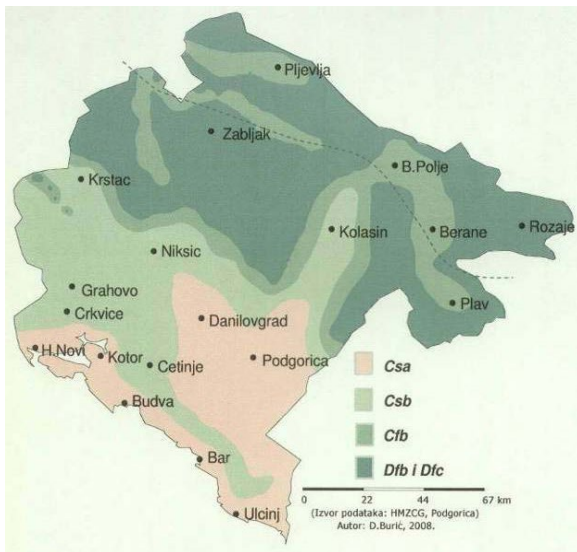 Pljevlja
Zabljak
B.Polje
Krstac
Kolasin
Berane
Rozaje
Niksic
Grahovo
Plav
Crkvice
Danilovgrad
H.Novi
Kotor
Cetinje
Podgorica
Csa
Budva
Csb
Cfb
Bar
Dfb i Dfc
0 22 44 67 km
(Izvor podataka: HMZCG, Podgorica)
Autor: D.Burić, 2008.
Ulcinj